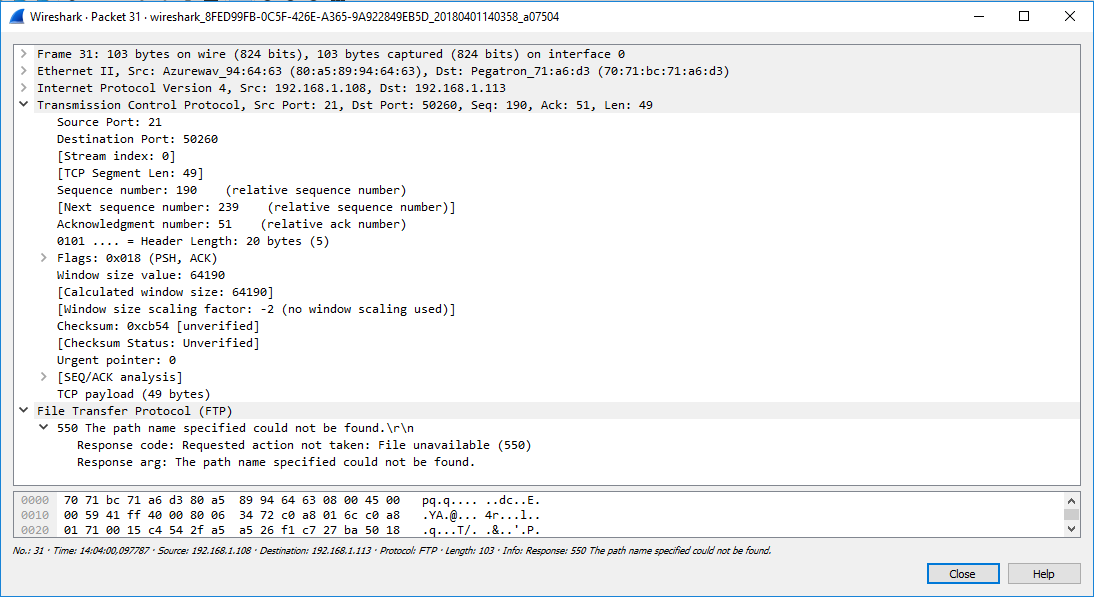 Wireshark · Packet 31 · wireshark_8FED99FB-0C5F-426E-A365-9A922849EB5D_20180401140358_a07504
Frame 31: 103 bytes on wire (824 bits), 103 bytes captured (824 bits) on interface 0
Ethernet II, Src: Azurewav_94:64:63 (80:a5:89:94:64:63), Dst: Pegatron_71:a6:d3 (70:71:bc:71:a6:d3)
Internet Protocol Version 4, Src: 192.168.1.108, Dst: 192.168.1.113
Transmission Control Protocol, Src Port: 21, Dst Port: 50260, Seq: 190, Ack: 51, Len: 49
Source Port: 21
Destination Port: 50260
[Stream index: 0]
[TCP Segment Len: 49]
Sequence number: 190    (relative sequence number)
[Next sequence number: 239    (relative sequence number)]
Acknowledgment number: 51    (relative ack number)
0101 .... = Header Length: 20 bytes (5)
Flags: 0x018 (PSH, ACK)
Window size value: 64190
[Calculated window size: 64190]
[Window size scaling factor: -2 (no window scaling used)]
Checksum: 0xcb54 [unverified]
[Checksum Status: Unverified]
Urgent pointer: 0
[SEQ/ACK analysis]
TCP payload (49 bytes)
File Transfer Protocol (FTP)
550 The path name specified could not be found.\r\n
Response code: Requested action not taken: File unavailable (550)
Response arg: The path name specified could not be found.
0000  70 71 bc 71 a6 d3 80 a5  89 94 64 63 08 00 45 00   pq.q.... ..dc..E.
0010  00 59 41 ff 40 00 80 06  34 72 c0 a8 01 6c c0 a8   .YA.@... 4r...l..
0020  01 71 00 15 c4 54 2f a5  a5 26 f1 c7 27 ba 50 18   .q...T/. .&..'.P.
No.: 31 · Time: 14:04:00,097787 · Source: 192.168.1.108 · Destination: 192.168.1.113 · Protocol: FTP · Length: 103 · Info: Response: 550 The path name specified could not be found.
Close
Help